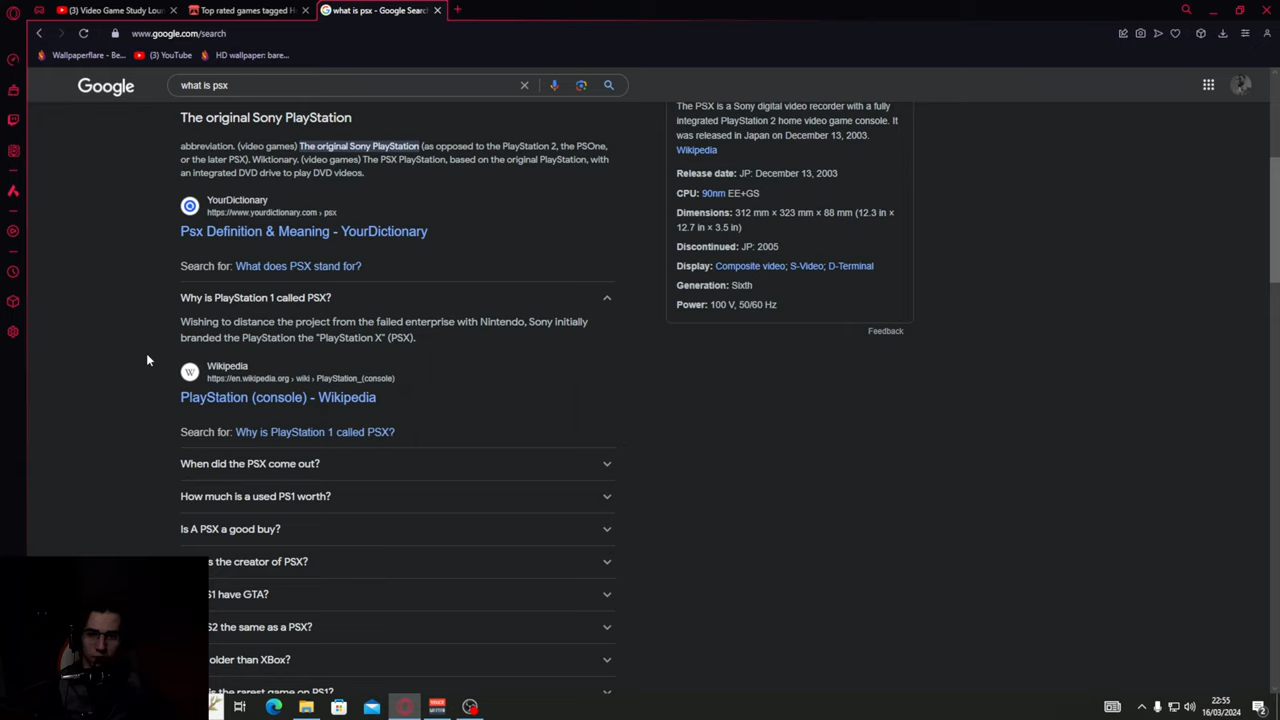 (3) Video Game Study Loun
Top rated games tagged H
what is psx - Google Searc
www.google.com/search
Wallpaperflare - Be...
(3) YouTube
HD wallpaper: bare...
Google
what is psx
The original Sony PlayStation
abbreviation. (video games) The original Sony PlayStation (as opposed to the PlayStation 2, the PSOne,
or the later PSX). Wiktionary. (video games) The PSX PlayStation, based on the original PlayStation, with
an integrated DVD drive to play DVD videos.
YourDictionary
https://www.yourdictionary.com › psx
Psx Definition & Meaning - YourDictionary
Search for: What does PSX stand for?
Why is PlayStation 1 called PSX?
Wishing to distance the project from the failed enterprise with Nintendo, Sony initially
branded the PlayStation the "PlayStation X" (PSX).
W
Wikipedia
https://en.wikipedia.org › wiki › PlayStation_(console)
PlayStation (console) - Wikipedia
Search for: Why is PlayStation 1 called PSX?
When did the PSX come out?
How much is a used PS1 worth?
Is A PSX a good buy?
s the creator of PSX?
S1 have GTA?
S2 the same as a PSX?
older than XBox?
is the rarest game on PS1?
The PSX is a Sony digital video recorder with a fully
integrated PlayStation 2 home video game console. It
was released in Japan on December 13, 2003.
Wikipedia
Release date: JP: December 13, 2003
CPU: 90nm EE+GS
Dimensions: 312 mm × 323 mm × 88 mm (12.3 in ×
12.7 in × 3.5 in)
Discontinued: JP: 2005
Display: Composite video; S-Video; D-Terminal
Generation: Sixth
Power: 100 V, 50/60 Hz
Feedback
22:55
16/03/2024